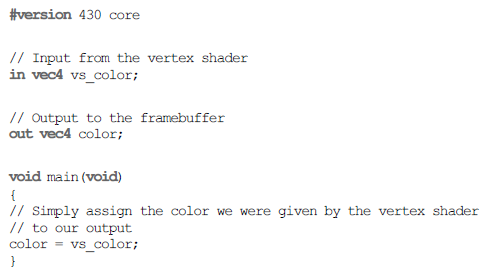 #version 430 core
// Input from the vertex shader
in vec4 vs_color;
// Output to the framebuffer
out vec4 color;
void main(void)
{
// Simply assign the color we were given by the vertex shader
// to our output
color = vs_color;
}